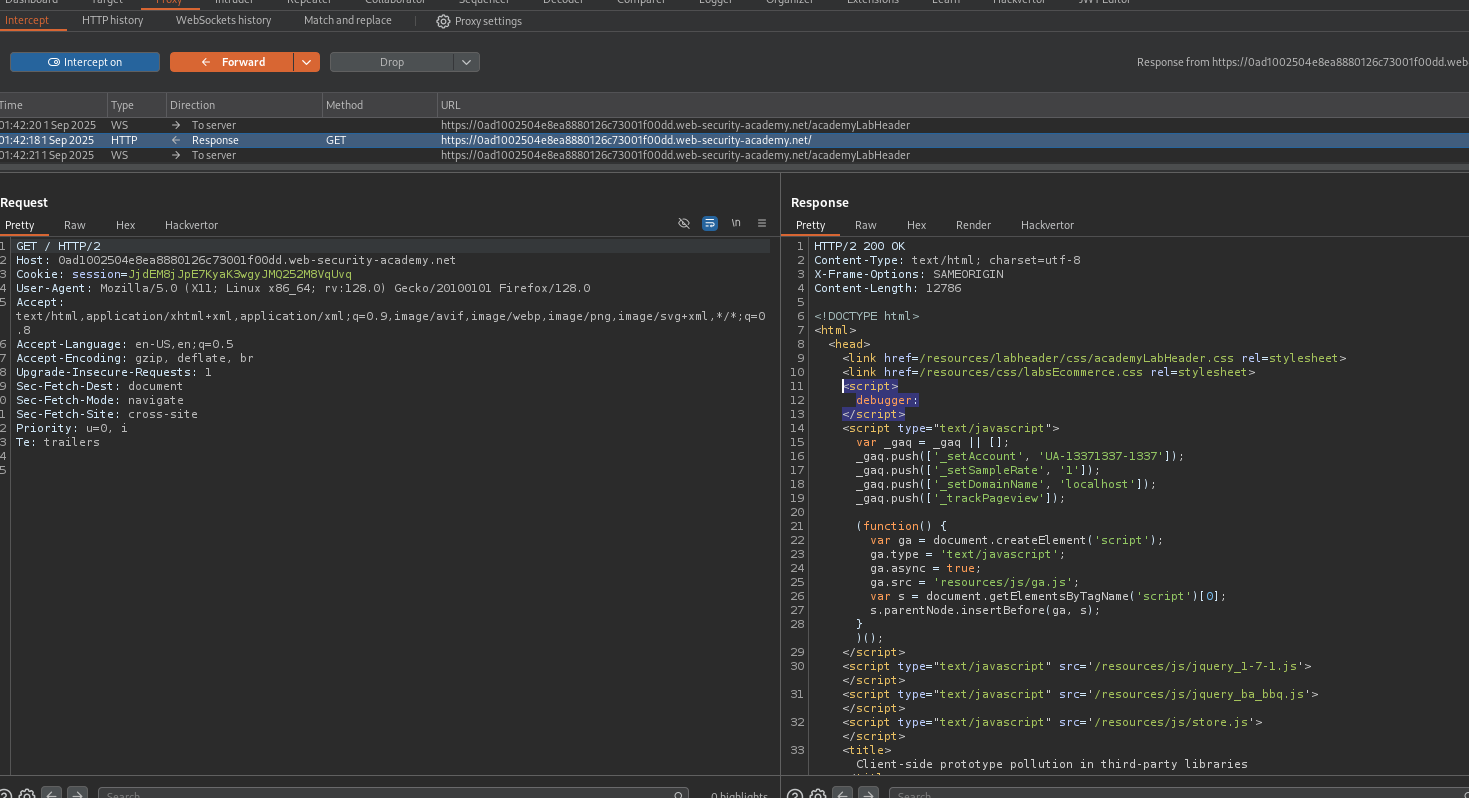 Dashboard Target Proxy Intruder Repeater Collaborator Sequencer Decoder Comparer Logger Organizer Extensions Learn Hackvertor JWT Editor
Intercept HTTP history WebSockets history Match and replace Proxy settings
Intercept on Forward Drop Response from https://0ad1002504e8ea8880126c73001f00dd.web-
Time Type Direction Method URL
01:42:20 1 Sep 2025 WS → To server https://0ad1002504e8ea8880126c73001f00dd.web-security-academy.net/academyLabHeader
01:42:18 1 Sep 2025 HTTP ← Response GET https://0ad1002504e8ea8880126c73001f00dd.web-security-academy.net/
01:42:21 1 Sep 2025 WS → To server https://0ad1002504e8ea8880126c73001f00dd.web-security-academy.net/academyLabHeader
Request
Pretty Raw Hex Hackvertor \n
1 GET / HTTP/2
2 Host: 0ad1002504e8ea8880126c73001f00dd.web-security-academy.net
3 Cookie: session=JjdEM8jJpE7KyaK3wgyJMQ252M8VqUvq
4 User-Agent: Mozilla/5.0 (X11; Linux x86_64; rv:128.0) Gecko/20100101 Firefox/128.0
5 Accept:
text/html,application/xhtml+xml,application/xml;q=0.9,image/avif,image/webp,image/png,image/svg+xml,*/*;q=0
.8
6 Accept-Language: en-US,en;q=0.5
7 Accept-Encoding: gzip, deflate, br
8 Upgrade-Insecure-Requests: 1
9 Sec-Fetch-Dest: document
0 Sec-Fetch-Mode: navigate
1 Sec-Fetch-Site: cross-site
2 Priority: u=0, i
3 Te: trailers
4
5
Search 0 highlights
Response
Pretty Raw Hex Render Hackvertor
1 HTTP/2 200 OK
2 Content-Type: text/html; charset=utf-8
3 X-Frame-Options: SAMEORIGIN
4 Content-Length: 12786
5
6 <!DOCTYPE html>
7 <html>
8 <head>
9 <link href=/resources/labheader/css/academyLabHeader.css rel=stylesheet>
10 <link href=/resources/css/labsEcommerce.css rel=stylesheet>
11 <script>
12 debugger:
13 </script>
14 <script type="text/javascript">
15 var _gaq = _gaq || [];
16 _gaq.push(['_setAccount', 'UA-13371337-1337']);
17 _gaq.push(['_setSampleRate', '1']);
18 _gaq.push(['_setDomainName', 'localhost']);
19 _gaq.push(['_trackPageview']);
20
21 (function() {
22 var ga = document.createElement('script');
23 ga.type = 'text/javascript';
24 ga.async = true;
25 ga.src = 'resources/js/ga.js';
26 var s = document.getElementsByTagName('script')[0];
27 s.parentNode.insertBefore(ga, s);
28 }
)();
29 </script>
30 <script type="text/javascript" src='/resources/js/jquery_1-7-1.js'>
</script>
31 <script type="text/javascript" src='/resources/js/jquery_ba_bbq.js'>
</script>
32 <script type="text/javascript" src='/resources/js/store.js'>
</script>
33 <title>
Client-side prototype pollution in third-party libraries
Search